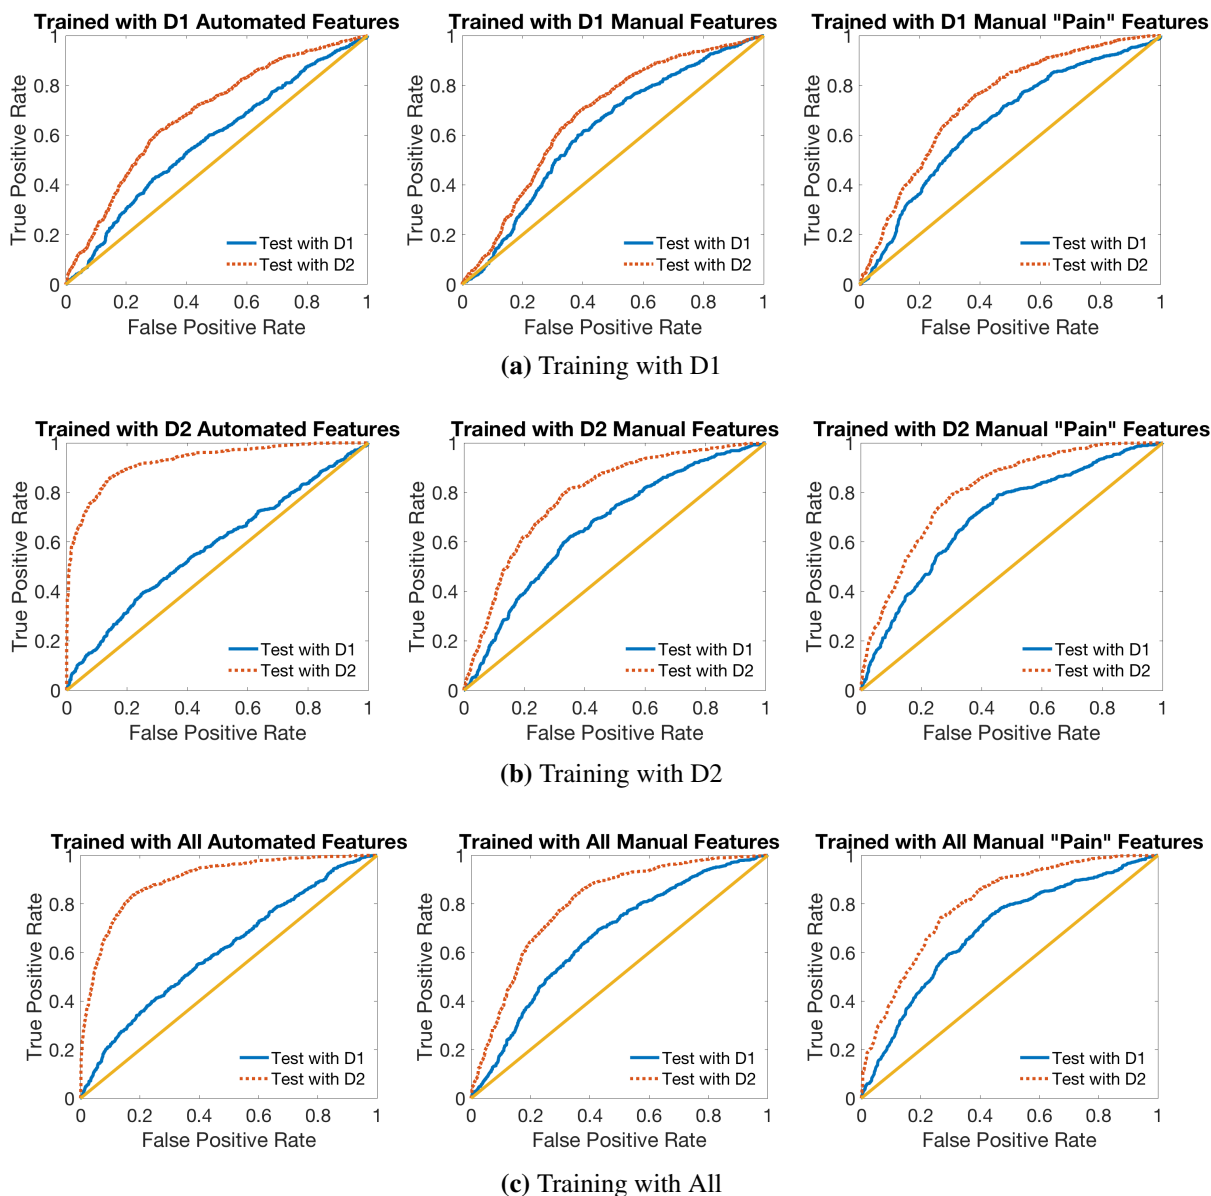 Trained with D1 Automated Features
1
0.8
0.6
0.4
0.2
0
True Positive Rate
Test with D1
Test with D2
0 0.2 0.4 0.6 0.8 1
False Positive Rate
Trained with D1 Manual Features
1
0.8
0.6
0.4
0.2
0
True Positive Rate
Test with D1
Test with D2
0 0.2 0.4 0.6 0.8 1
False Positive Rate
Trained with D1 Manual "Pain" Features
1
0.8
0.6
0.4
0.2
0
True Positive Rate
Test with D1
Test with D2
0 0.2 0.4 0.6 0.8 1
False Positive Rate
(a) Training with D1
Trained with D2 Automated Features
1
0.8
0.6
0.4
0.2
0
True Positive Rate
Test with D1
Test with D2
0 0.2 0.4 0.6 0.8 1
False Positive Rate
Trained with D2 Manual Features
1
0.8
0.6
0.4
0.2
0
True Positive Rate
Test with D1
Test with D2
0 0.2 0.4 0.6 0.8 1
False Positive Rate
Trained with D2 Manual "Pain" Features
1
0.8
0.6
0.4
0.2
0
True Positive Rate
Test with D1
Test with D2
0 0.2 0.4 0.6 0.8 1
False Positive Rate
(b) Training with D2
Trained with All Automated Features
1
0.8
0.6
0.4
0.2
0
True Positive Rate
Test with D1
Test with D2
0 0.2 0.4 0.6 0.8 1
False Positive Rate
Trained with All Manual Features
1
0.8
0.6
0.4
0.2
0
True Positive Rate
Test with D1
Test with D2
0 0.2 0.4 0.6 0.8 1
False Positive Rate
Trained with All Manual "Pain" Features
1
0.8
0.6
0.4
0.2
0
True Positive Rate
Test with D1
Test with D2
0 0.2 0.4 0.6 0.8 1
False Positive Rate
(c) Training with All